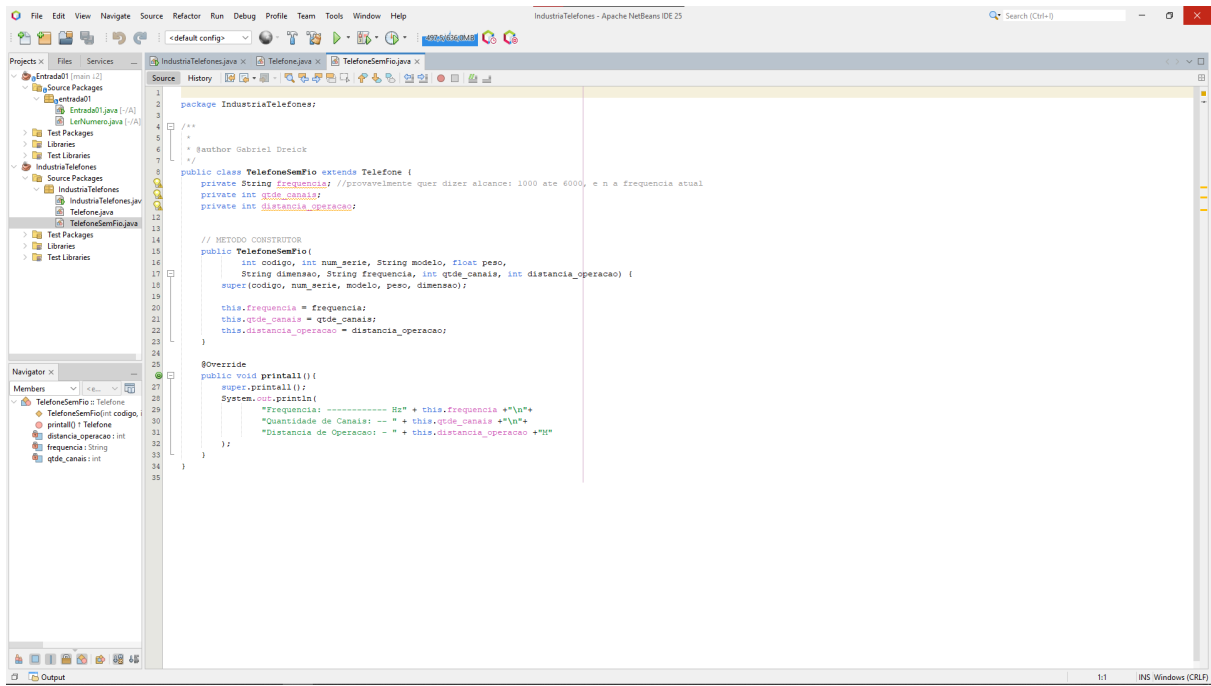 File Edit View Navigate Source Refactor Run Debug Profile Team Tools Window Help
IndustriaTelefones - Apache NetBeans IDE 25
Search (Ctrl+I)
<default config>
497,5/636,0MB
Projects × Files Services
IndustriaTelefones.java × Telefone.java × TelefoneSemFio.java ×
Source History
Entrada01 [main ↓2]
Source Packages
entrada01
Entrada01.java [-/A]
LerNumero.java [-/A]
Test Packages
Libraries
Test Libraries
IndustriaTelefones
Source Packages
IndustriaTelefones
IndustriaTelefones.jav
Telefone.java
TelefoneSemFio.java
Test Packages
Libraries
Test Libraries
Navigator ×
Members <e...
TelefoneSemFio :: Telefone
TelefoneSemFio(int codigo, i
printall() ↑ Telefone
distancia_operacao : int
frequencia : String
qtde_canais : int
1
2 package IndustriaTelefones;
3
4 /**
5 *
6 * @author Gabriel Dreick
7 */
8 public class TelefoneSemFio extends Telefone {
private String frequencia; //provavelmente quer dizer alcance: 1000 ate 6000, e n a frequencia atual
private int qtde_canais;
private int distancia_operacao;
12
13
14 // METODO CONSTRUTOR
15 public TelefoneSemFio(
16 int codigo, int num_serie, String modelo, float peso,
17 String dimensao, String frequencia, int qtde_canais, int distancia_operacao) {
18 super(codigo, num_serie, modelo, peso, dimensao);
19
20 this.frequencia = frequencia;
21 this.qtde_canais = qtde_canais;
22 this.distancia_operacao = distancia_operacao;
23 }
24
25 @Override
public void printall(){
27 super.printall();
28 System.out.println(
29 "Frequencia: ------------ Hz" + this.frequencia +"\n"+
30 "Quantidade de Canais: -- " + this.qtde_canais +"\n"+
31 "Distancia de Operacao: - " + this.distancia_operacao +"M"
32 );
33 }
34 }
35
Output
1:1 INS Windows (CRLF)